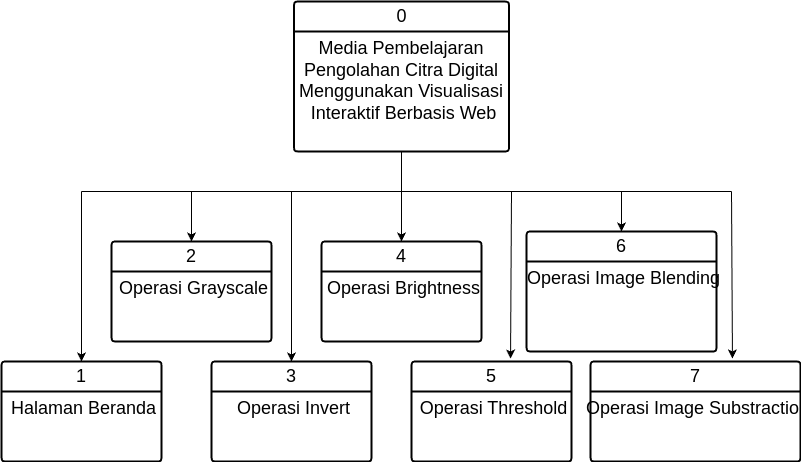 0
Media Pembelajaran
Pengolahan Citra Digital
Menggunakan Visualisasi
Interaktif Berbasis Web
2
Operasi Grayscale
4
Operasi Brightness
6
Operasi Image Blending
1
Halaman Beranda
3
Operasi Invert
5
Operasi Threshold
7
Operasi Image Substractio